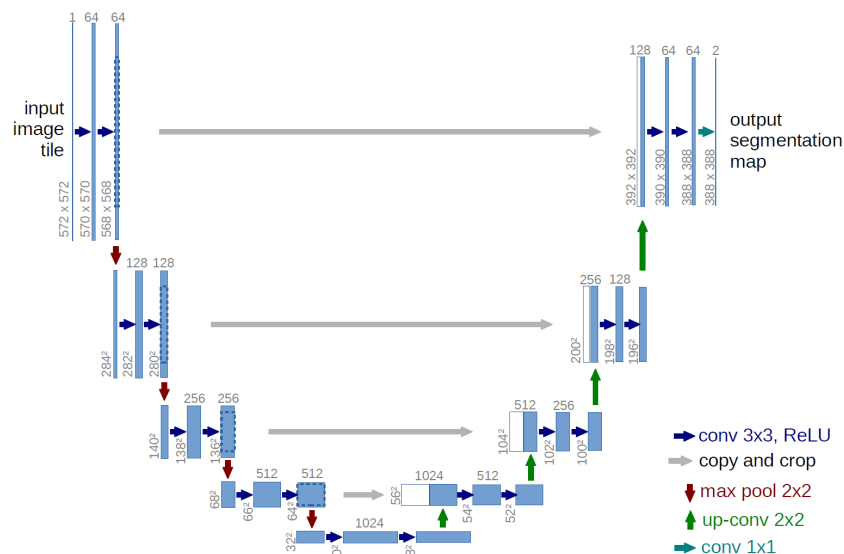 1 64 64
input
image
tile
572 x 572
570 x 570
568 x 568
128 64 64 2
output
segmentation
map
392 x 392
390 x 390
388 x 388
388 x 388
128 128
284²
282²
280²
256 128
200²
198²
196²
256 256
140²
138²
136²
512 256
104²
102²
100²
512 512
68²
66²
64²
1024 512
56²
54²
52²
1024
32²
conv 3x3, ReLU
copy and crop
max pool 2x2
up-conv 2x2
conv 1x1